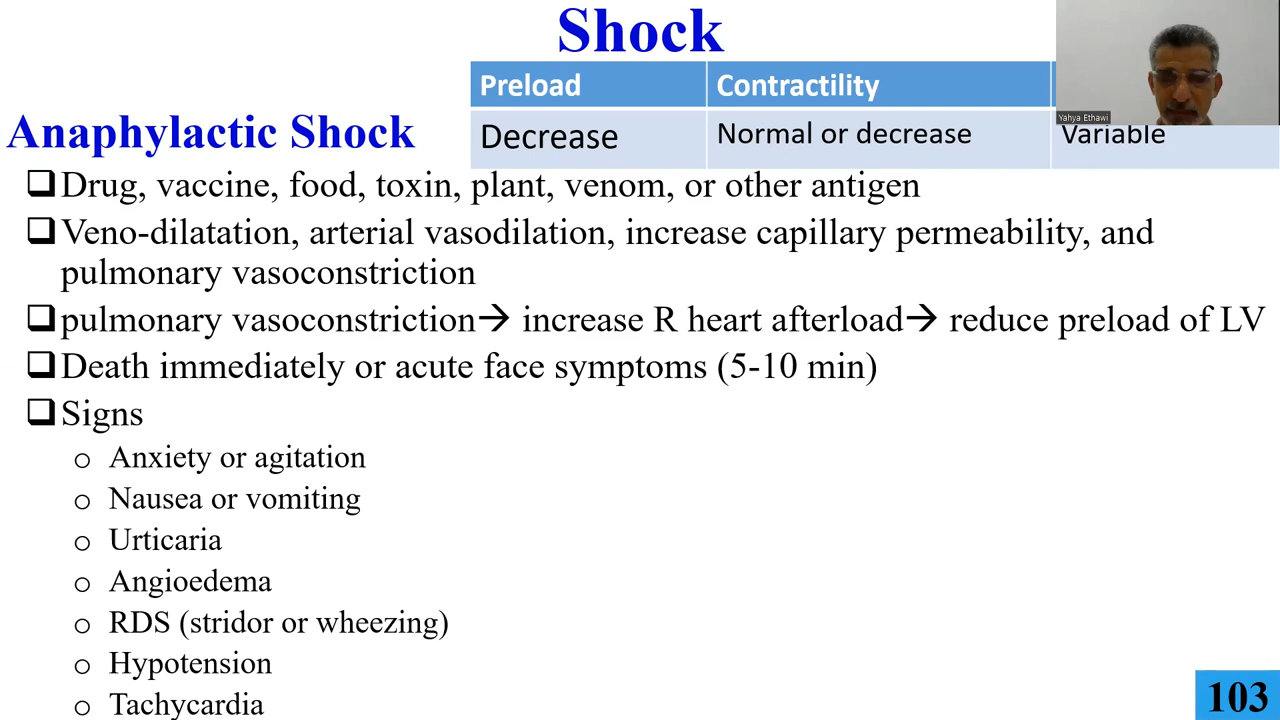 Shock
Preload Contractility
Yahya Ethawi
Anaphylactic Shock
Decrease Normal or decrease Variable
❑Drug, vaccine, food, toxin, plant, venom, or other antigen
❑Veno-dilatation, arterial vasodilation, increase capillary permeability, and
pulmonary vasoconstriction
❑pulmonary vasoconstriction→ increase R heart afterload→ reduce preload of LV
❑Death immediately or acute face symptoms (5-10 min)
❑Signs
o Anxiety or agitation
o Nausea or vomiting
o Urticaria
o Angioedema
o RDS (stridor or wheezing)
o Hypotension
o Tachycardia
103